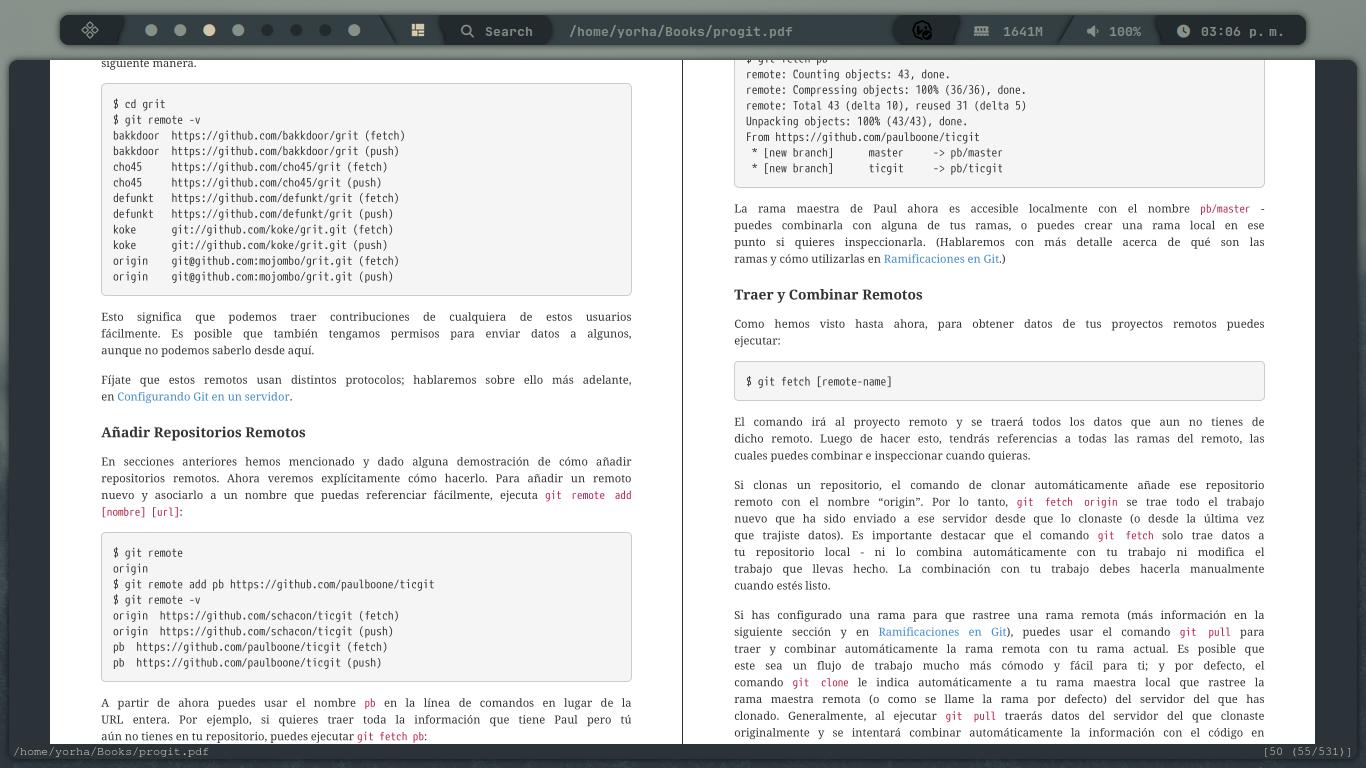 Search
/home/yorha/Books/progit.pdf
1641M
100%
03:06 p. m.
siguiente manera.
$ cd grit
$ git remote -v
bakkdoor  https://github.com/bakkdoor/grit (fetch)
bakkdoor  https://github.com/bakkdoor/grit (push)
cho45     https://github.com/cho45/grit (fetch)
cho45     https://github.com/cho45/grit (push)
defunkt   https://github.com/defunkt/grit (fetch)
defunkt   https://github.com/defunkt/grit (push)
koke      git://github.com/koke/grit.git (fetch)
koke      git://github.com/koke/grit.git (push)
origin    git@github.com:mojombo/grit.git (fetch)
origin    git@github.com:mojombo/grit.git (push)
Esto significa que podemos traer contribuciones de cualquiera de estos usuarios
fácilmente. Es posible que también tengamos permisos para enviar datos a algunos,
aunque no podemos saberlo desde aquí.
Fíjate que estos remotos usan distintos protocolos; hablaremos sobre ello más adelante,
en Configurando Git en un servidor.
Añadir Repositorios Remotos
En secciones anteriores hemos mencionado y dado alguna demostración de cómo añadir
repositorios remotos. Ahora veremos explícitamente cómo hacerlo. Para añadir un remoto
nuevo y asociarlo a un nombre que puedas referenciar fácilmente, ejecuta git remote add
[nombre] [url]:
$ git remote
origin
$ git remote add pb https://github.com/paulboone/ticgit
$ git remote -v
origin  https://github.com/schacon/ticgit (fetch)
origin  https://github.com/schacon/ticgit (push)
pb  https://github.com/paulboone/ticgit (fetch)
pb  https://github.com/paulboone/ticgit (push)
A partir de ahora puedes usar el nombre pb en la línea de comandos en lugar de la
URL entera. Por ejemplo, si quieres traer toda la información que tiene Paul pero tú
aún no tienes en tu repositorio, puedes ejecutar git fetch pb:
$ git fetch pb
remote: Counting objects: 43, done.
remote: Compressing objects: 100% (36/36), done.
remote: Total 43 (delta 10), reused 31 (delta 5)
Unpacking objects: 100% (43/43), done.
From https://github.com/paulboone/ticgit
 * [new branch]      master     -> pb/master
 * [new branch]      ticgit     -> pb/ticgit
La rama maestra de Paul ahora es accesible localmente con el nombre pb/master -
puedes combinarla con alguna de tus ramas, o puedes crear una rama local en ese
punto si quieres inspeccionarla. (Hablaremos con más detalle acerca de qué son las
ramas y cómo utilizarlas en Ramificaciones en Git.)
Traer y Combinar Remotos
Como hemos visto hasta ahora, para obtener datos de tus proyectos remotos puedes
ejecutar:
$ git fetch [remote-name]
El comando irá al proyecto remoto y se traerá todos los datos que aun no tienes de
dicho remoto. Luego de hacer esto, tendrás referencias a todas las ramas del remoto, las
cuales puedes combinar e inspeccionar cuando quieras.
Si clonas un repositorio, el comando de clonar automáticamente añade ese repositorio
remoto con el nombre “origin”. Por lo tanto, git fetch origin se trae todo el trabajo
nuevo que ha sido enviado a ese servidor desde que lo clonaste (o desde la última vez
que trajiste datos). Es importante destacar que el comando git fetch solo trae datos a
tu repositorio local - ni lo combina automáticamente con tu trabajo ni modifica el
trabajo que llevas hecho. La combinación con tu trabajo debes hacerla manualmente
cuando estés listo.
Si has configurado una rama para que rastree una rama remota (más información en la
siguiente sección y en Ramificaciones en Git), puedes usar el comando git pull para
traer y combinar automáticamente la rama remota con tu rama actual. Es posible que
este sea un flujo de trabajo mucho más cómodo y fácil para ti; y por defecto, el
comando git clone le indica automáticamente a tu rama maestra local que rastree la
rama maestra remota (o como se llame la rama por defecto) del servidor del que has
clonado. Generalmente, al ejecutar git pull traerás datos del servidor del que clonaste
originalmente y se intentará combinar automáticamente la información con el código en
/home/yorha/Books/progit.pdf
[50 (55/531)]